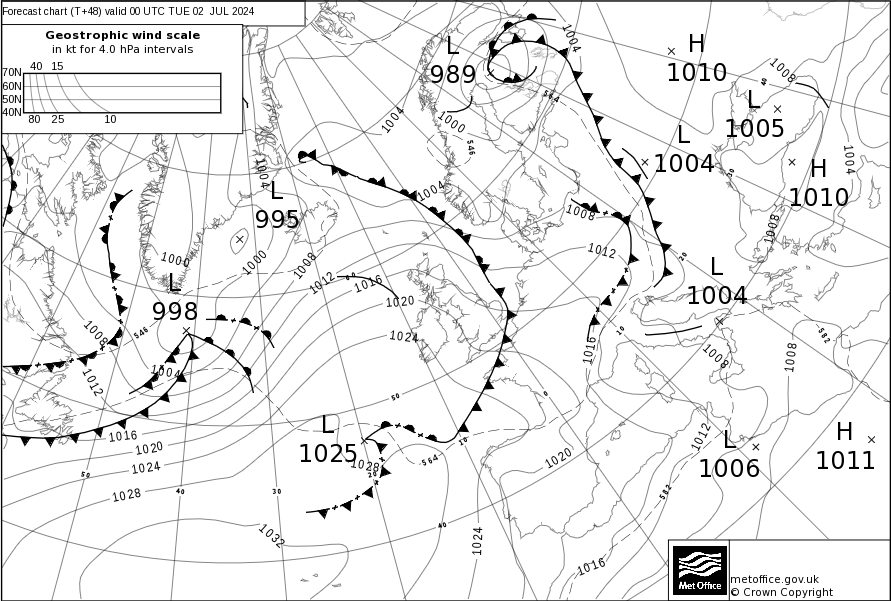 Forecast chart (T+48) valid 00 UTC TUE 02 JUL 2024
Geostrophic wind scale
in kt for 4.0 hPa intervals
40 15
70N
60N
50N
40N
80 25 10
L
989
H
1010
L
1005
L
1004
H
1010
L
995
L
998
L
1004
L
1025
L
1006
H
1011
1004
1008
1004
1000
546
564
1004
1004
1004
1008
1012
1008
1000
1000
1008
1012
1016
1020
1024
1008
546
1012
1004
1016
1020
1024
1028
1032
1028
564
1016
1008
1008
582
1012
1020
582
1016
1024
50
40
30
50
40
10
0
10
20
metoffice.gov.uk
© Crown Copyright
Met Office